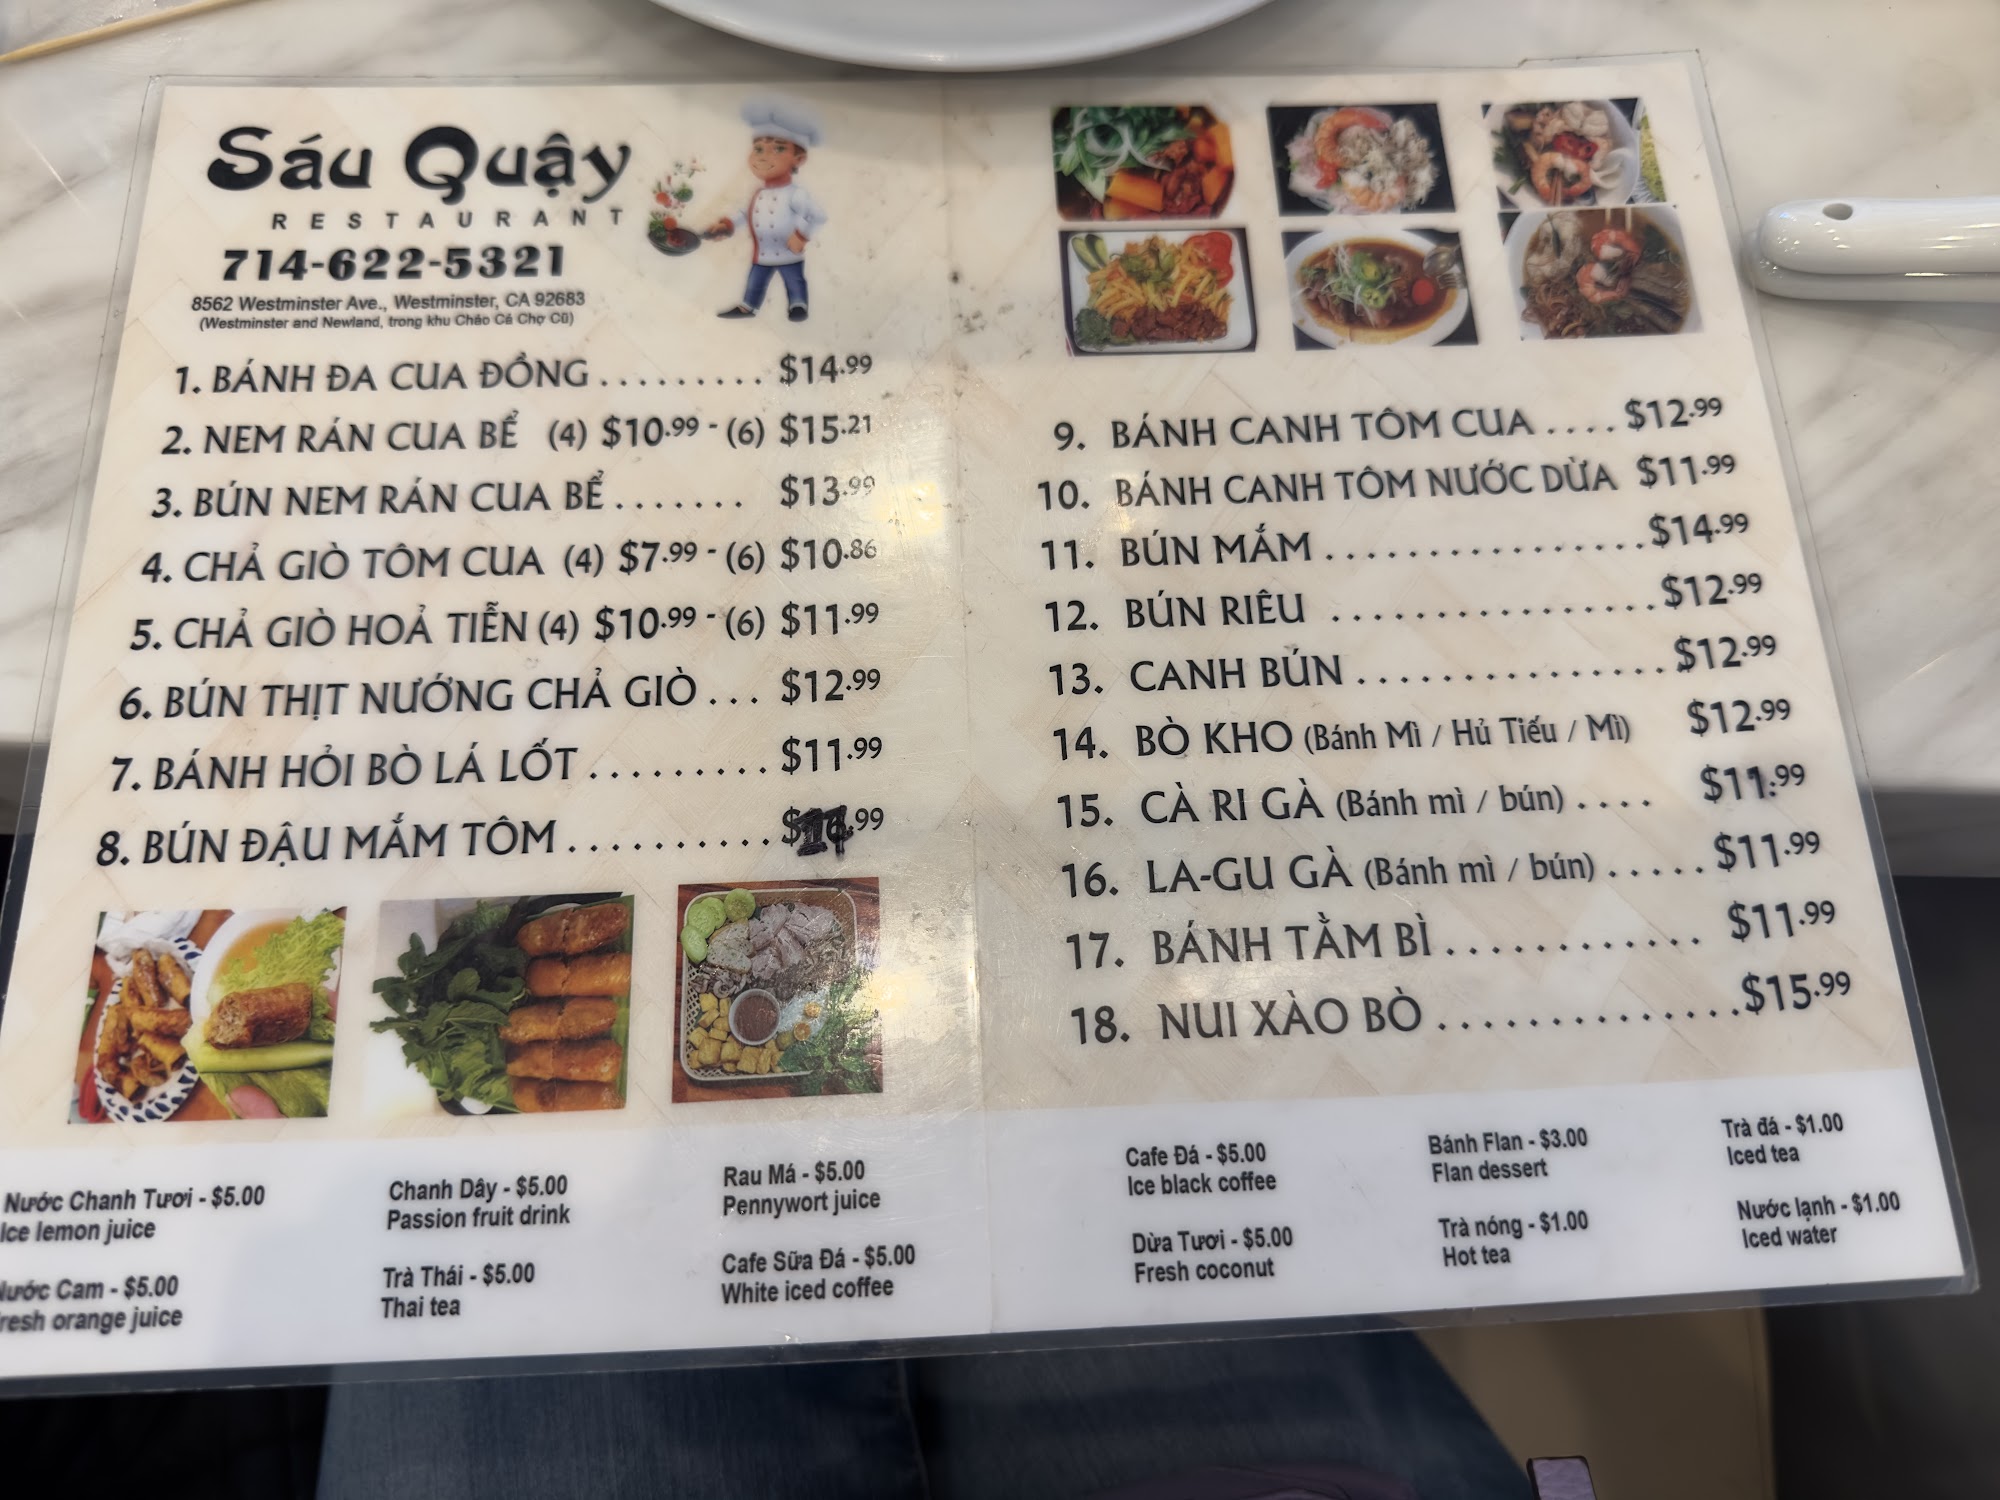 Sáu Quậy
RESTAURANT
714-622-5321
8562 Westminster Ave., Westminster, CA 92683
(Westminster and Newland, trong khu Cháo Cá Chợ Cũ)
1. BÁNH ĐA CUA ĐỒNG ......... $14.99
2. NEM RÁN CUA BỂ (4) $10.99 - (6) $15.21
3. BÚN NEM RÁN CUA BỂ ....... $13.99
4. CHẢ GIÒ TÔM CUA (4) $7.99 - (6) $10.86
5. CHẢ GIÒ HOẢ TIỄN (4) $10.99 - (6) $11.99
6. BÚN THỊT NƯỚNG CHẢ GIÒ ... $12.99
7. BÁNH HỎI BÒ LÁ LỐT ......... $11.99
8. BÚN ĐẬU MẮM TÔM .......... .99
9. BÁNH CANH TÔM CUA .... $12.99
10. BÁNH CANH TÔM NƯỚC DỪA $11.99
11. BÚN MẮM ................ $14.99
12. BÚN RIÊU ................ $12.99
13. CANH BÚN ............... $12.99
14. BÒ KHO (Bánh Mì / Hủ Tiếu / Mì) $12.99
15. CÀ RI GÀ (Bánh mì / bún) .... $11.99
16. LA-GU GÀ (Bánh mì / bún) ..... $11.99
17. BÁNH TẰM BÌ ............ $11.99
18. NUI XÀO BÒ .............. $15.99
Nước Chanh Tươi - $5.00
Ice lemon juice
Nước Cam - $5.00
Fresh orange juice
Chanh Dây - $5.00
Passion fruit drink
Trà Thái - $5.00
Thai tea
Rau Má - $5.00
Pennywort juice
Cafe Sữa Đá - $5.00
White iced coffee
Cafe Đá - $5.00
Ice black coffee
Dừa Tươi - $5.00
Fresh coconut
Bánh Flan - $3.00
Flan dessert
Trà nóng - $1.00
Hot tea
Trà đá - $1.00
Iced tea
Nước lạnh - $1.00
Iced water